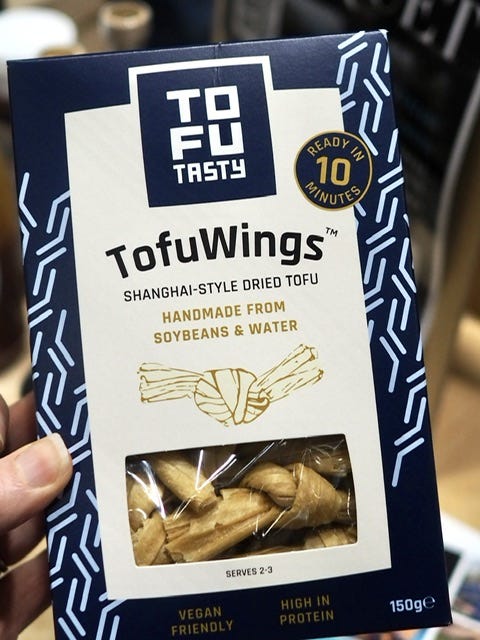 TO
FU
TASTY
READY IN
10
MINUTES
TofuWings™
SHANGHAI-STYLE DRIED TOFU
HANDMADE FROM
SOYBEANS & WATER
SERVES 2-3
VEGAN
FRIENDLY
HIGH IN
PROTEIN
150g℮